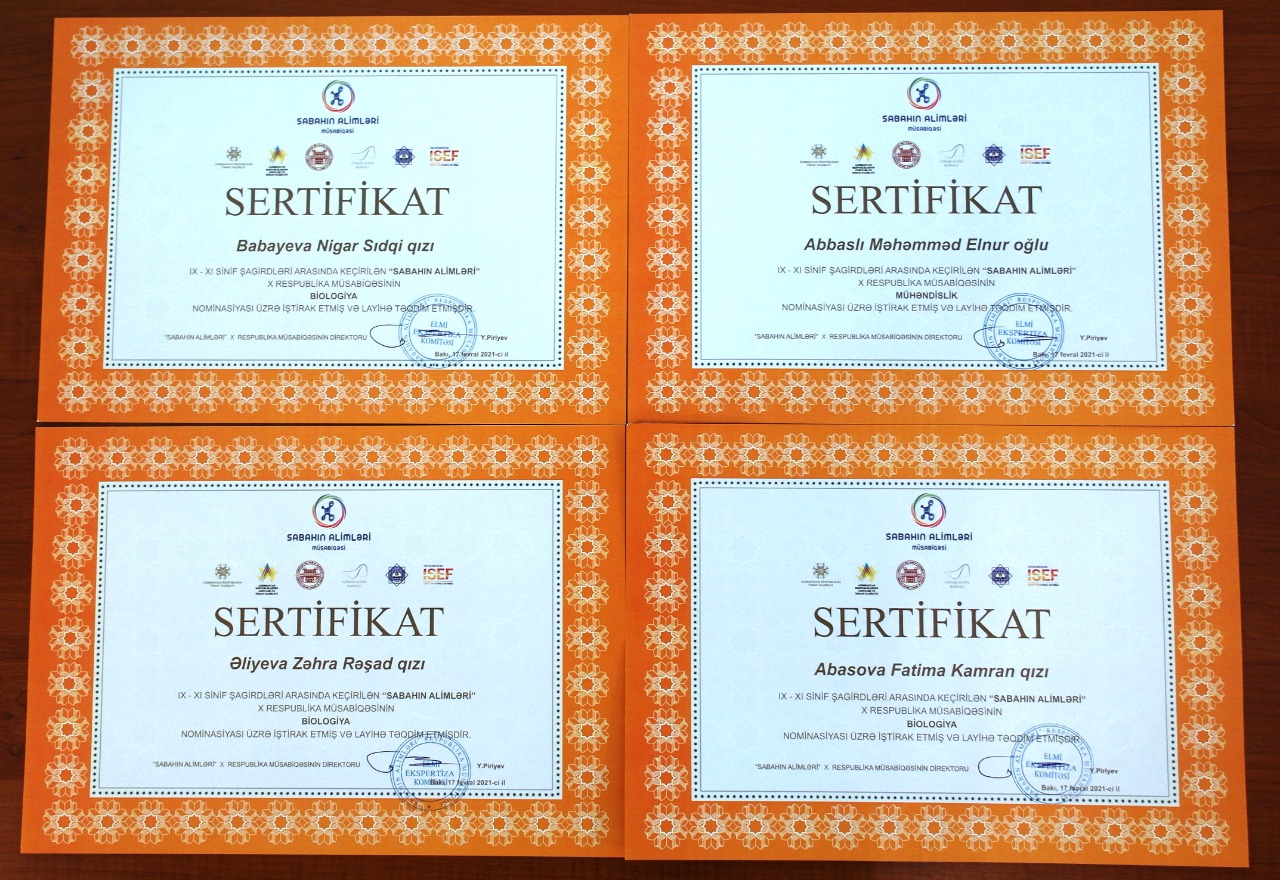 SABAHIN ALİMLƏRİ
MÜSABİQƏSİ
ISEF
SERTİFİKAT
Babayeva Nigar Sıdqi qızı
IX - XI SİNİF ŞAGİRDLƏRİ ARASINDA KEÇİRİLƏN “SABAHIN ALİMLƏRİ”
X RESPUBLİKA MÜSABİQƏSİNİN
BİOLOGİYA
NOMİNASİYASI ÜZRƏ İŞTİRAK ETMİŞ VƏ LAYİHƏ TƏQDİM ETMİŞDİR.
ELMİ
EKSPERTİZA
KOMİTƏSİ
"SABAHIN ALİMLƏRİ" X RESPUBLİKA MÜSABİQƏSİNİN DİREKTORU Y.Piriyev
Bakı, 17 fevral 2021-ci il
SABAHIN ALİMLƏRİ
MÜSABİQƏSİ
ISEF
SERTİFİKAT
Abbaslı Məhəmməd Elnur oğlu
IX - XI SİNİF ŞAGİRDLƏRİ ARASINDA KEÇİRİLƏN “SABAHIN ALİMLƏRİ”
X RESPUBLİKA MÜSABİQƏSİNİN
MÜHƏNDİSLİK
NOMİNASİYASI ÜZRƏ İŞTİRAK ETMİŞ VƏ LAYİHƏ TƏQDİM ETMİŞDİR.
ELMİ
EKSPERTİZA
KOMİTƏSİ
"SABAHIN ALİMLƏRİ" X RESPUBLİKA MÜSABİQƏSİNİN DİREKTORU Y.Piriyev
Bakı, 17 fevral 2021-ci il
SABAHIN ALİMLƏRİ
MÜSABİQƏSİ
ISEF
SERTİFİKAT
Əliyeva Zəhra Rəşad qızı
IX - XI SİNİF ŞAGİRDLƏRİ ARASINDA KEÇİRİLƏN “SABAHIN ALİMLƏRİ”
X RESPUBLİKA MÜSABİQƏSİNİN
BİOLOGİYA
NOMİNASİYASI ÜZRƏ İŞTİRAK ETMİŞ VƏ LAYİHƏ TƏQDİM ETMİŞDİR.
ELMİ
EKSPERTİZA
KOMİTƏSİ
"SABAHIN ALİMLƏRİ" X RESPUBLİKA MÜSABİQƏSİNİN DİREKTORU Y.Piriyev
Bakı, 17 fevral 2021-ci il
SABAHIN ALİMLƏRİ
MÜSABİQƏSİ
ISEF
SERTİFİKAT
Abasova Fatima Kamran qızı
IX - XI SİNİF ŞAGİRDLƏRİ ARASINDA KEÇİRİLƏN “SABAHIN ALİMLƏRİ”
X RESPUBLİKA MÜSABİQƏSİNİN
BİOLOGİYA
NOMİNASİYASI ÜZRƏ İŞTİRAK ETMİŞ VƏ LAYİHƏ TƏQDİM ETMİŞDİR.
ELMİ
EKSPERTİZA
KOMİTƏSİ
"SABAHIN ALİMLƏRİ" X RESPUBLİKA MÜSABİQƏSİNİN DİREKTORU Y.Piriyev
Bakı, 17 fevral 2021-ci il